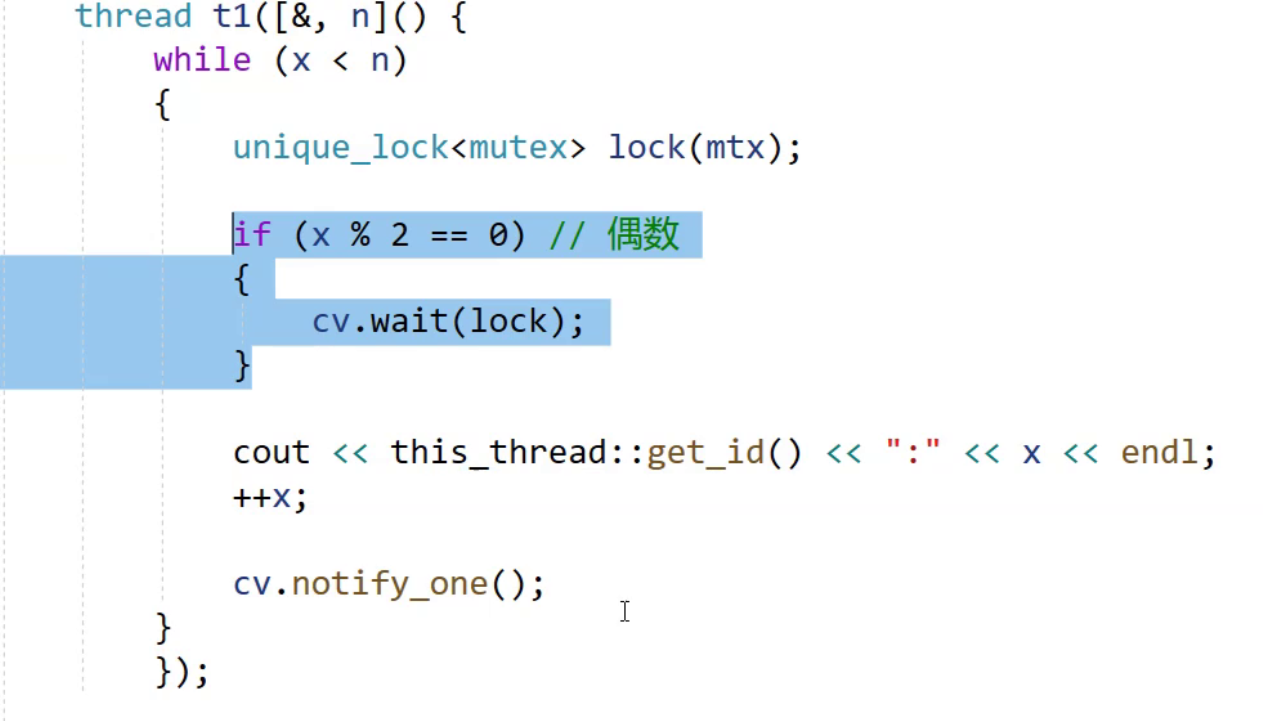 thread t1([&, n]() {
while (x < n)
{
unique_lock<mutex> lock(mtx);
if (x % 2 == 0) // 偶数
{
cv.wait(lock);
}
cout << this_thread::get_id() << ":" << x << endl;
++x;
cv.notify_one();
}
});